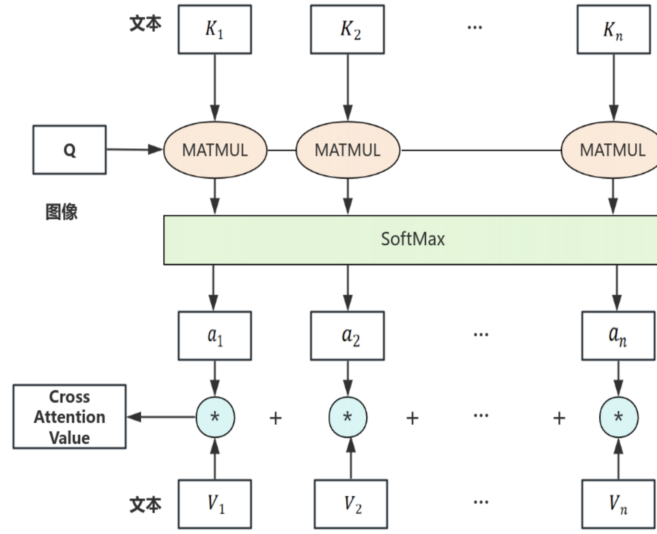 文本 K1 K2 ... Kn
Q MATMUL MATMUL MATMUL
图像
SoftMax
a1 a2 ... an
Cross
Attention
Value
* + * + ... + *
文本 V1 V2 ... Vn